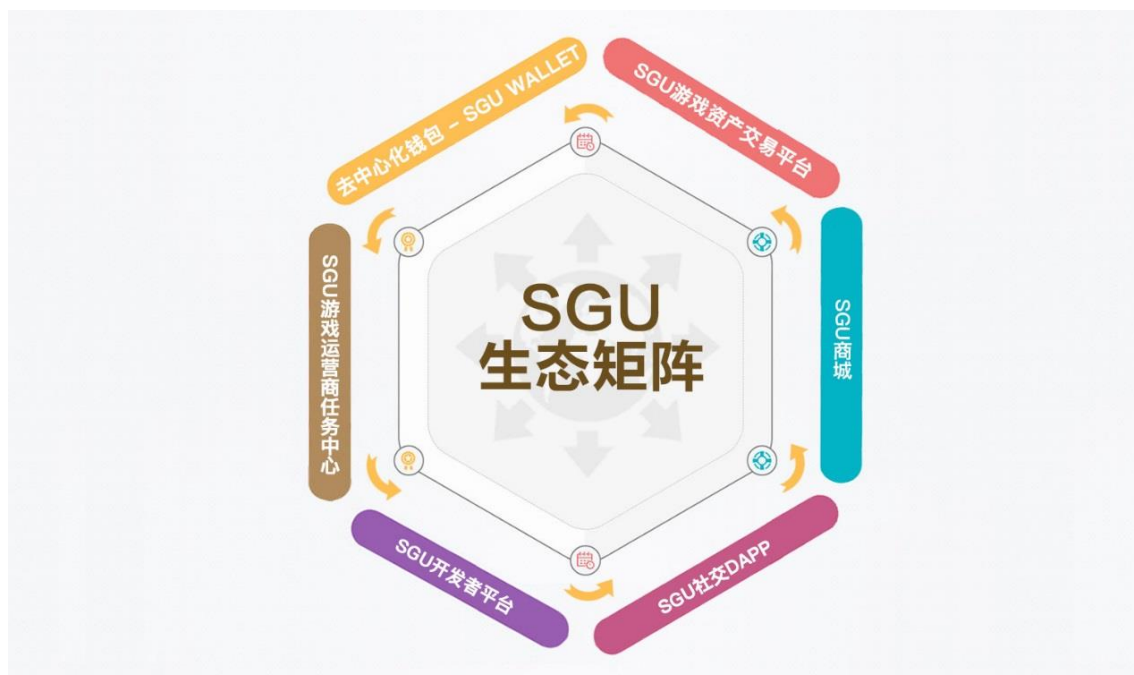 去中心化钱包 - SGU WALLET
SGU游戏资产交易平台
SGU游戏运营商任务中心
SGU
生态矩阵
SGU商城
SGU开发者平台
SGU社交DAPP